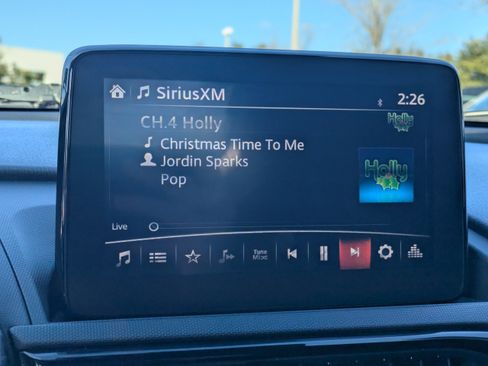 SiriusXM
2:26
CH.4 Holly
Holly
Christmas Time To Me
Jordin Sparks
Pop
Holly
Live
Tune
Mix